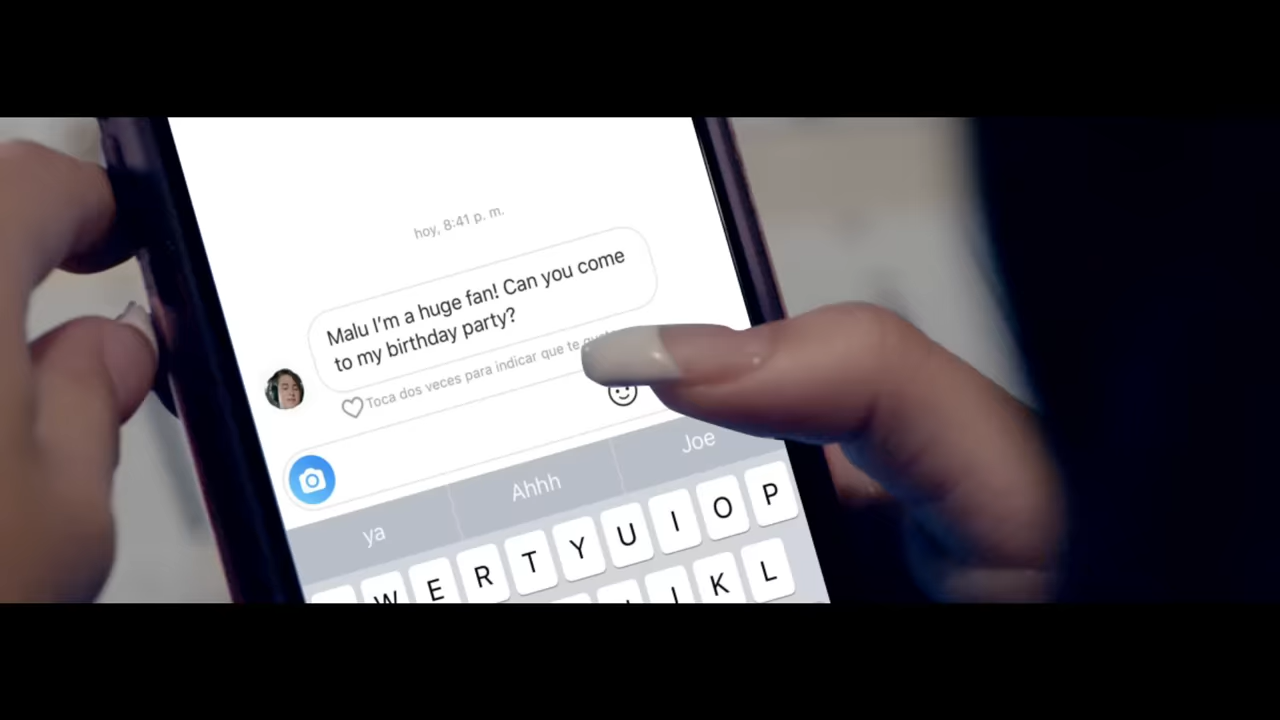 hoy, 8:41 p. m.
Malu I'm a huge fan! Can you come
to my birthday party?
Toca dos veces para indicar que te
ya Ahhh Joe
W E R T Y U I O P
K L